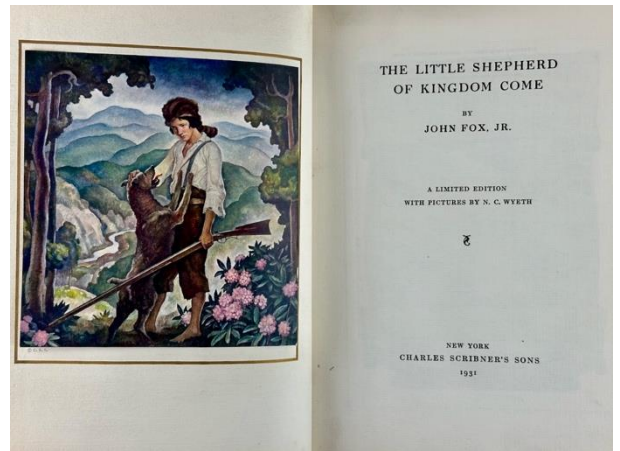 THE LITTLE SHEPHERD
OF KINGDOM COME
BY
JOHN FOX, JR.
A LIMITED EDITION
WITH PICTURES BY N. C. WYETH
NEW YORK
CHARLES SCRIBNER'S SONS
1931